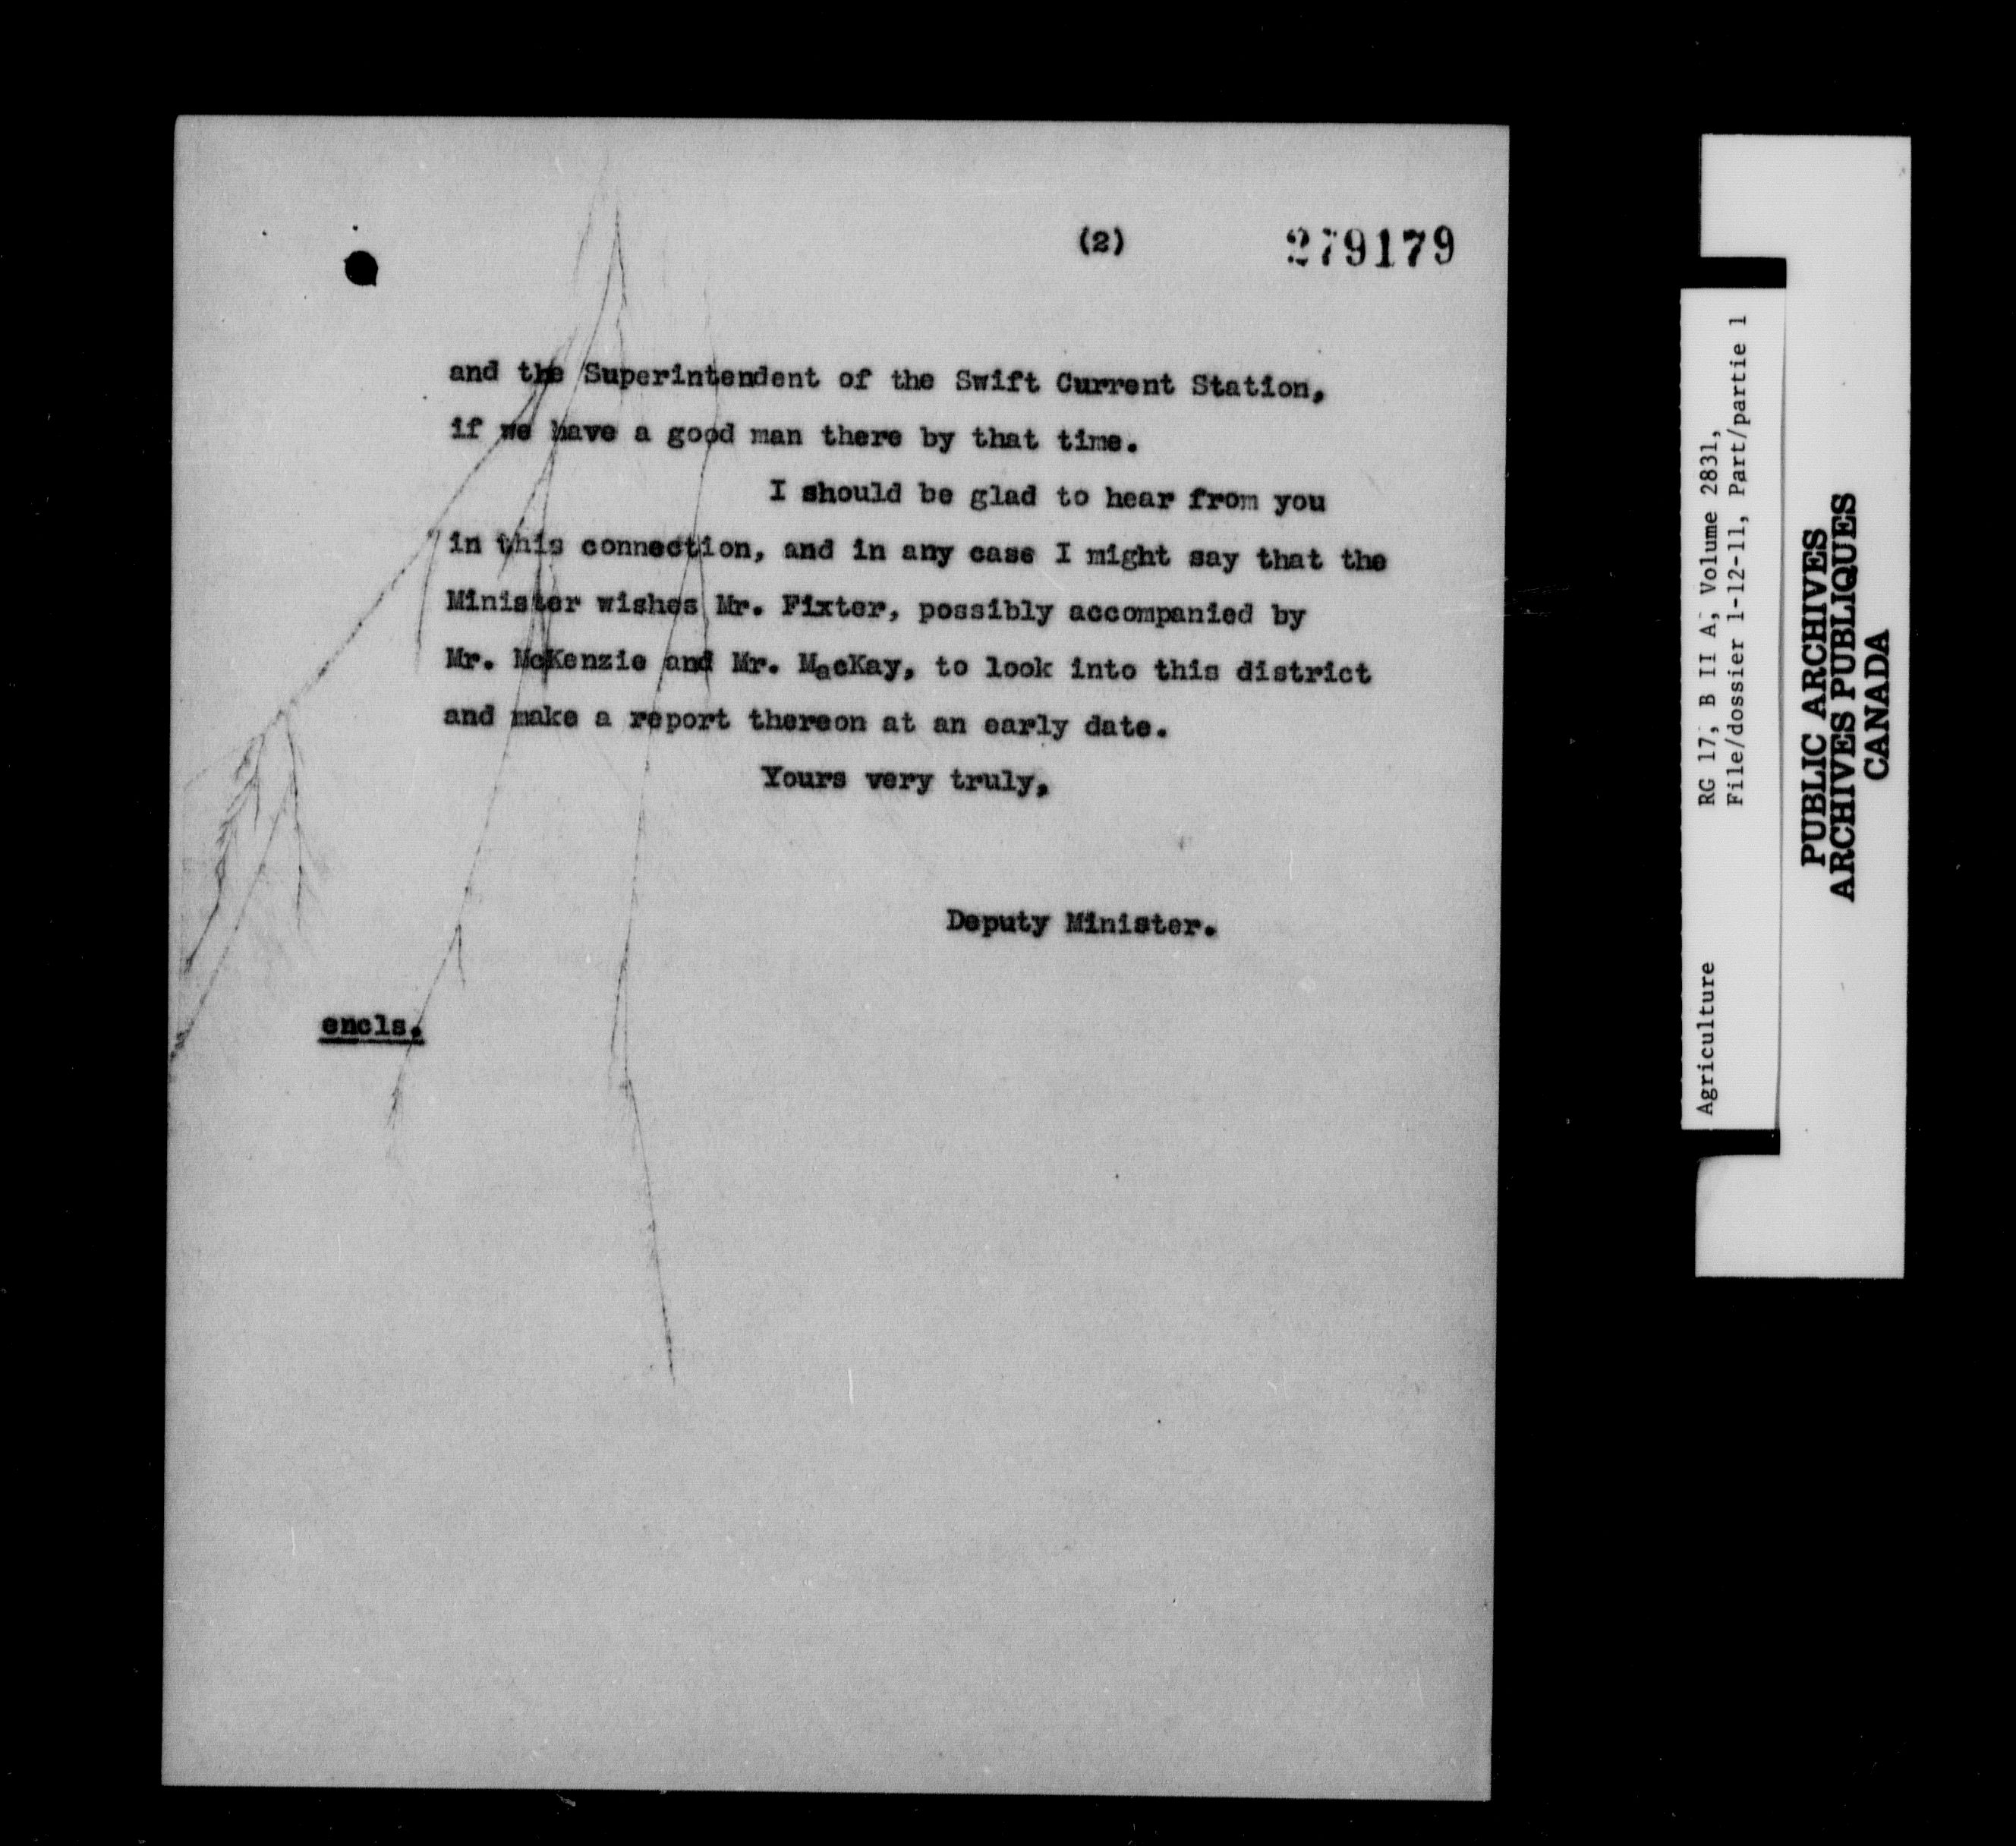 (2) 279179
and the Superintendent of the Swift Current Station,
if we have a good man there by that time.
I should be glad to hear from you
in this connection, and in any case I might say that the
Minister wishes Mr. Fixter, possibly accompanied by
Mr. McKenzie and Mr. MacKay, to look into this district
and make a report thereon at an early date.
Yours very truly,
Deputy Minister.
encls.
Agriculture RG 17, B II A, Volume 2831,
File/dossier 1-12-11, Part/partie 1
PUBLIC ARCHIVES
ARCHIVES PUBLIQUES
CANADA